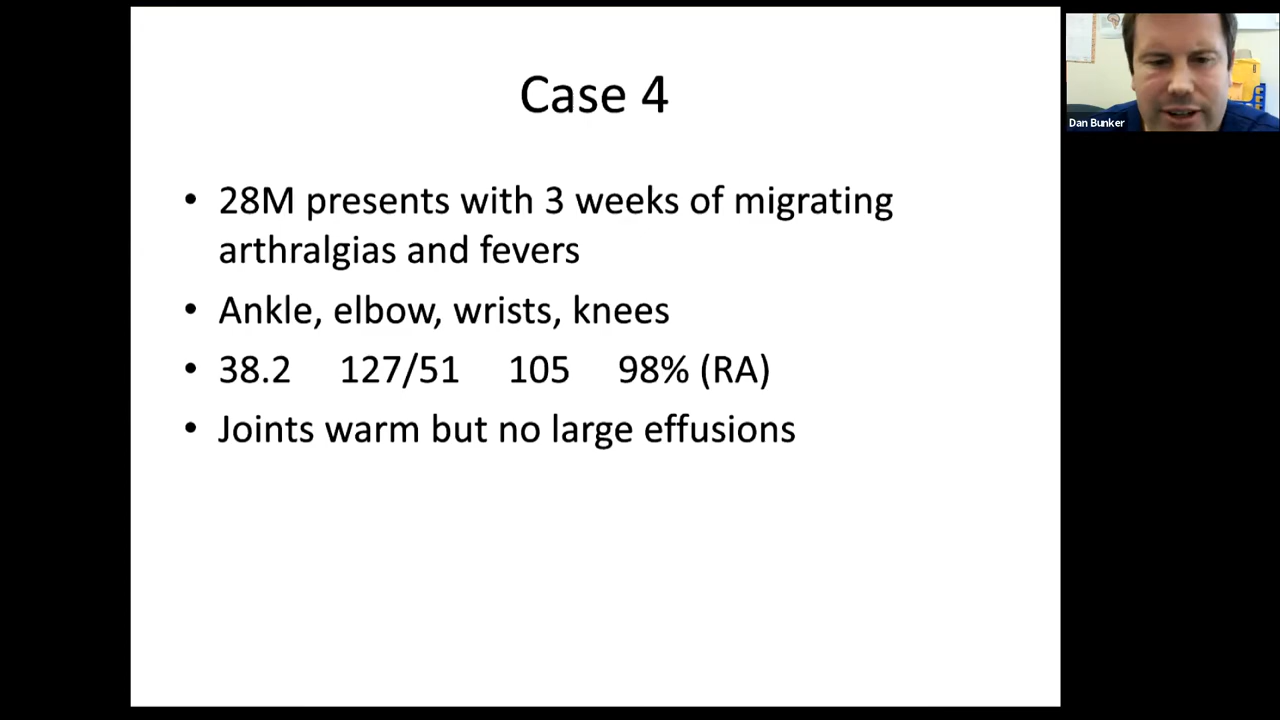 Case 4
• 28M presents with 3 weeks of migrating
arthralgias and fevers
• Ankle, elbow, wrists, knees
• 38.2 127/51 105 98% (RA)
• Joints warm but no large effusions
Dan Bunker